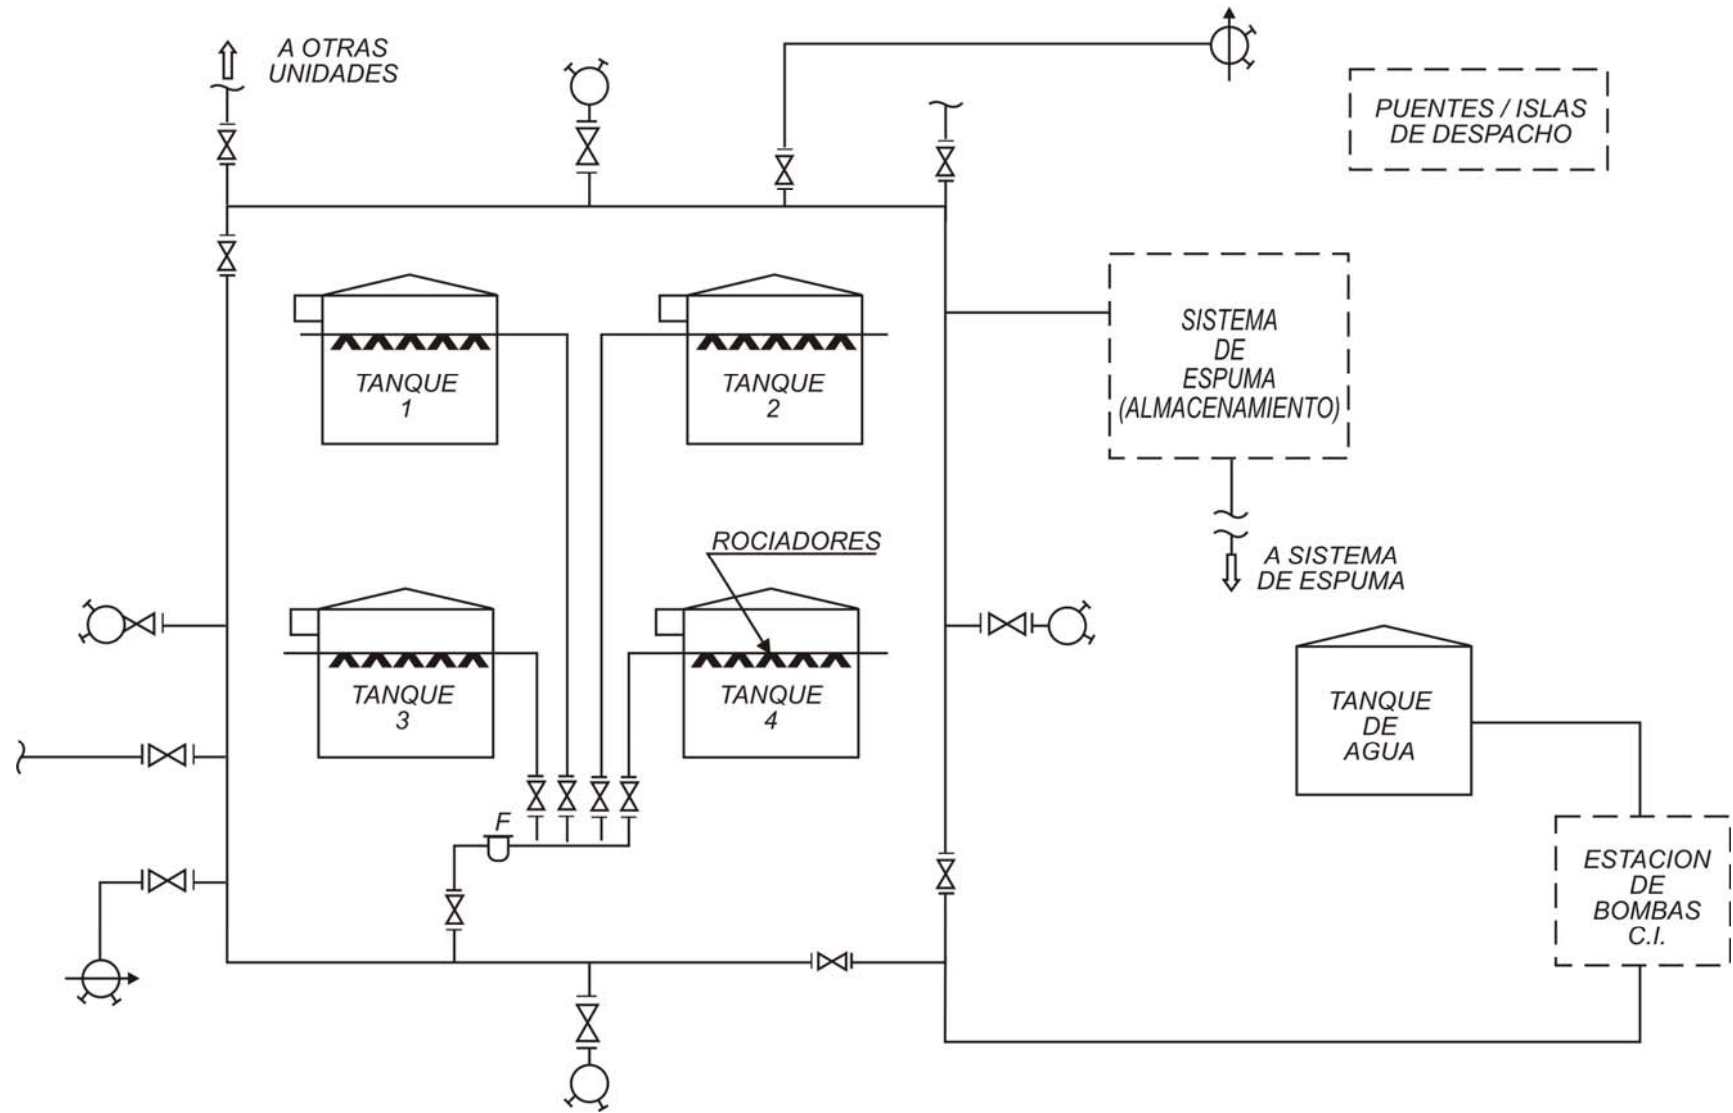 A OTRAS
UNIDADES
PUENTES / ISLAS
DE DESPACHO
SISTEMA
DE
ESPUMA
(ALMACENAMIENTO)
TANQUE
1
TANQUE
2
ROCIADORES
A SISTEMA
DE ESPUMA
TANQUE
3
TANQUE
4
TANQUE
DE
AGUA
F
ESTACION
DE
BOMBAS
C.I.